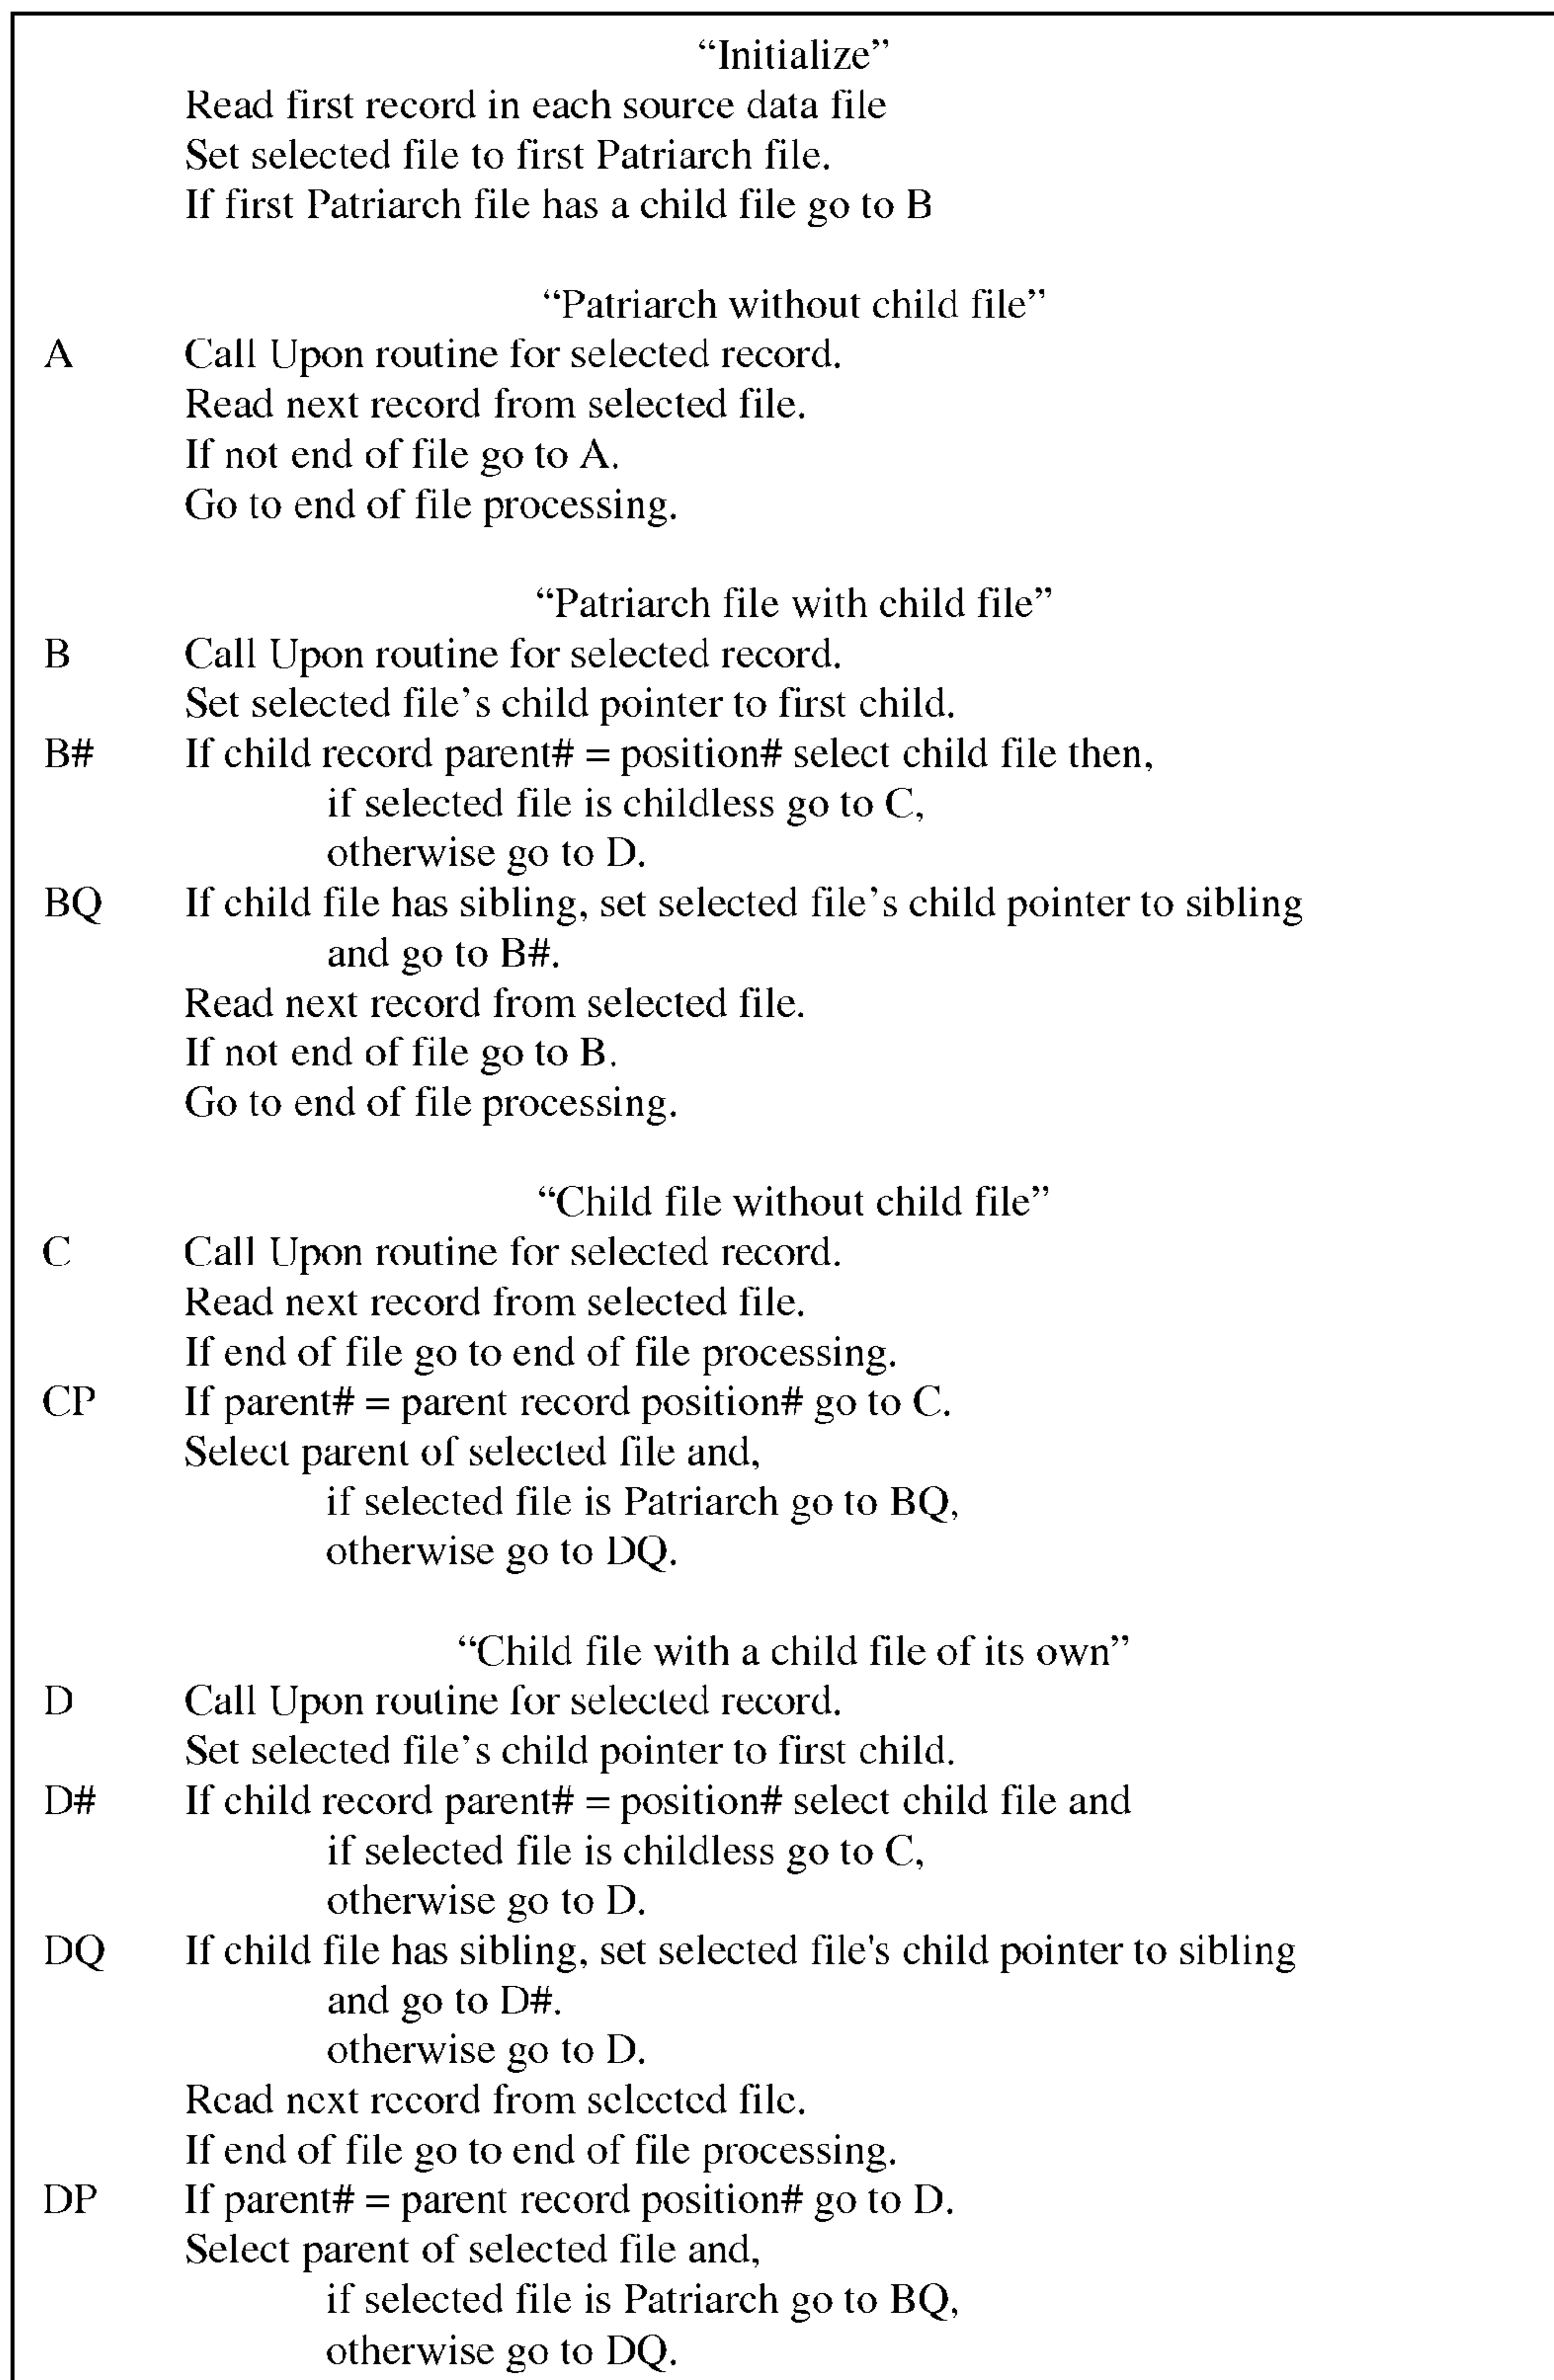 “Initialize”
Read first record in each source data file
Set selected file to first Patriarch file.
If first Patriarch file has a child file go to B
“Patriarch without child file”
A Call Upon routine for selected record.
Read next record from selected file.
If not end of file go to A.
Go to end of file processing.
“Patriarch file with child file”
B Call Upon routine for selected record.
Set selected file’s child pointer to first child.
B# If child record parent# = position# select child file then,
if selected file is childless go to C,
otherwise go to D.
BQ If child file has sibling, set selected file’s child pointer to sibling
and go to B#.
Read next record from selected file.
If not end of file go to B.
Go to end of file processing.
“Child file without child file”
C Call Upon routine for selected record.
Read next record from selected file.
If end of file go to end of file processing.
CP If parent# = parent record position# go to C.
Select parent of selected file and,
if selected file is Patriarch go to BQ,
otherwise go to DQ.
“Child file with a child file of its own”
D Call Upon routine for selected record.
Set selected file’s child pointer to first child.
D# If child record parent# = position# select child file and
if selected file is childless go to C,
otherwise go to D.
DQ If child file has sibling, set selected file's child pointer to sibling
and go to D#.
otherwise go to D.
Read next record from selected file.
If end of file go to end of file processing.
DP If parent# = parent record position# go to D.
Select parent of selected file and,
if selected file is Patriarch go to BQ,
otherwise go to DQ.